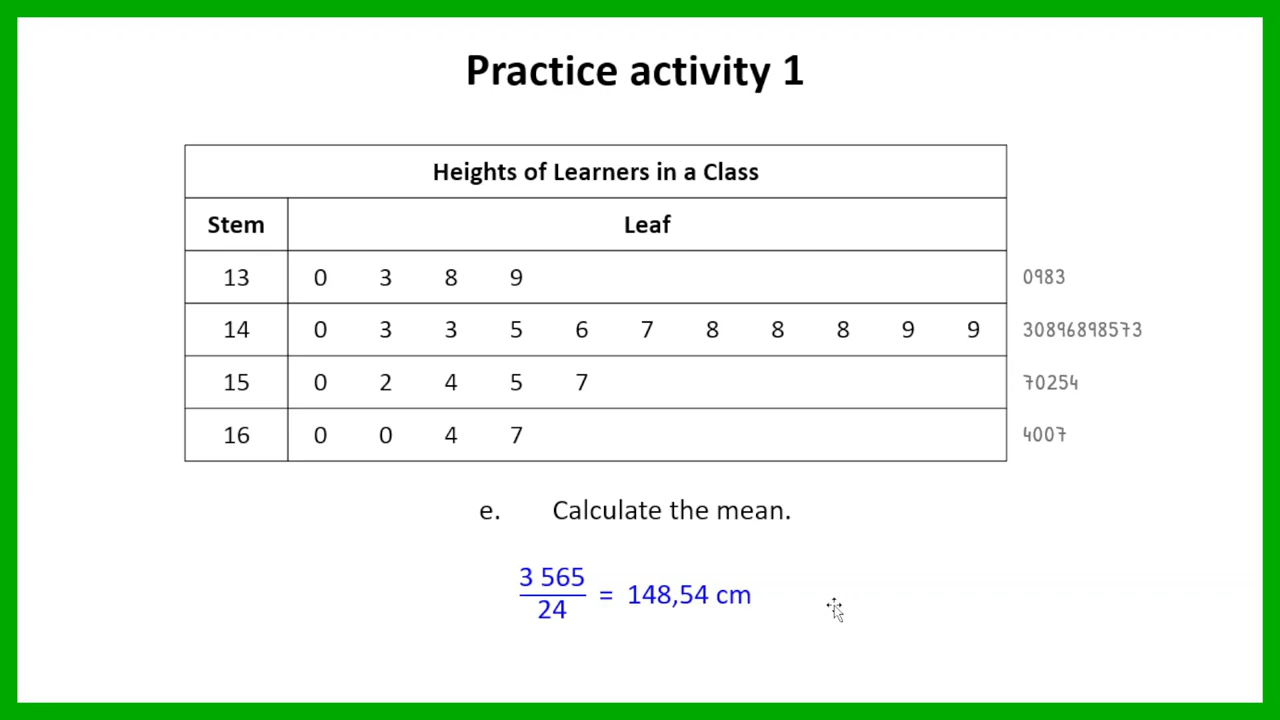 Practice activity 1
Heights of Learners in a Class
Stem Leaf
13 0 3 8 9 0983
14 0 3 3 5 6 7 8 8 8 9 9 30896898573
15 0 2 4 5 7 70254
16 0 0 4 7 4007
e. Calculate the mean.
3 565
24
= 148,54 cm